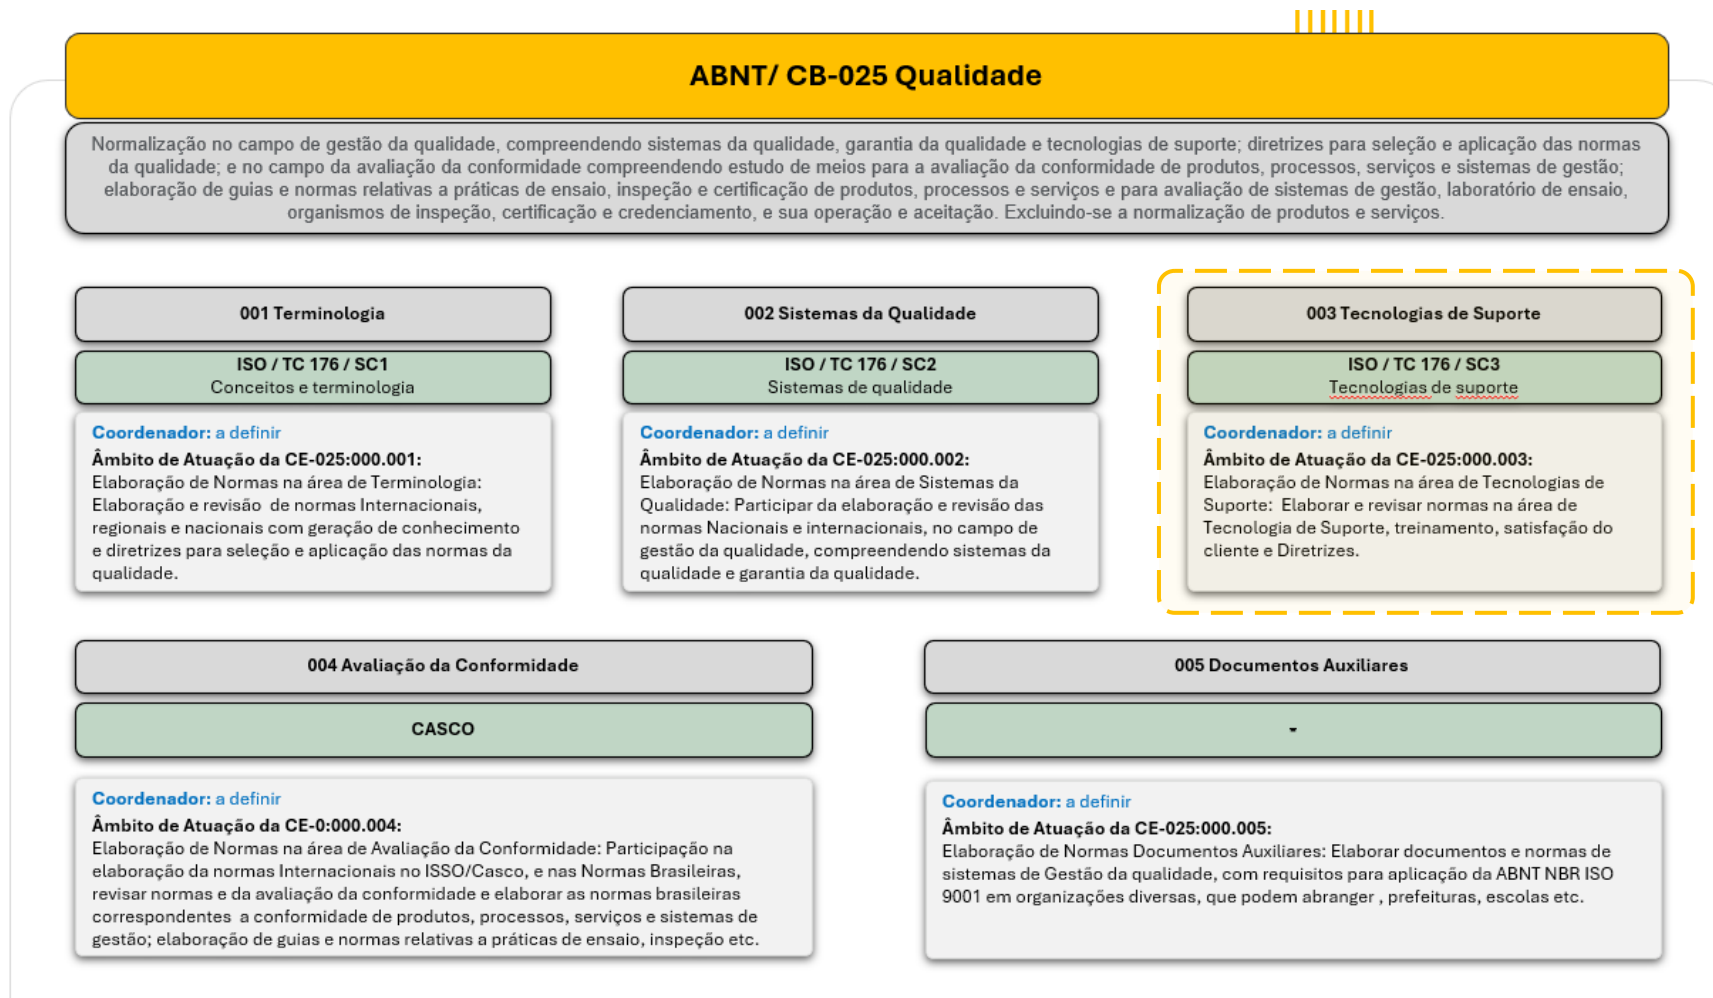 ABNT/ CB-025 Qualidade
Normalização no campo de gestão da qualidade, compreendendo sistemas da qualidade, garantia da qualidade e tecnologias de suporte; diretrizes para seleção e aplicação das normas
da qualidade; e no campo da avaliação da conformidade compreendendo estudo de meios para a avaliação da conformidade de produtos, processos, serviços e sistemas de gestão;
elaboração de guias e normas relativas a práticas de ensaio, inspeção e certificação de produtos, processos e serviços e para avaliação de sistemas de gestão, laboratório de ensaio,
organismos de inspeção, certificação e credenciamento, e sua operação e aceitação. Excluindo-se a normalização de produtos e serviços.
001 Terminologia
ISO / TC 176 / SC1
Conceitos e terminologia
Coordenador: a definir
Âmbito de Atuação da CE-025:000.001:
Elaboração de Normas na área de Terminologia:
Elaboração e revisão  de normas Internacionais,
regionais e nacionais com geração de conhecimento
e diretrizes para seleção e aplicação das normas da
qualidade.
002 Sistemas da Qualidade
ISO / TC 176 / SC2
Sistemas de qualidade
Coordenador: a definir
Âmbito de Atuação da CE-025:000.002:
Elaboração de Normas na área de Sistemas da
Qualidade: Participar da elaboração e revisão das
normas Nacionais e internacionais, no campo de
gestão da qualidade, compreendendo sistemas da
qualidade e garantia da qualidade.
003 Tecnologias de Suporte
ISO / TC 176 / SC3
Tecnologias de suporte
Coordenador: a definir
Âmbito de Atuação da CE-025:000.003:
Elaboração de Normas na área de Tecnologias de
Suporte:  Elaborar e revisar normas na área de
Tecnologia de Suporte, treinamento, satisfação do
cliente e Diretrizes.
004 Avaliação da Conformidade
CASCO
Coordenador: a definir
Âmbito de Atuação da CE-0:000.004:
Elaboração de Normas na área de Avaliação da Conformidade: Participação na
elaboração da normas Internacionais no ISSO/Casco, e nas Normas Brasileiras,
revisar normas e da avaliação da conformidade e elaborar as normas brasileiras
correspondentes  a conformidade de produtos, processos, serviços e sistemas de
gestão; elaboração de guias e normas relativas a práticas de ensaio, inspeção etc.
005 Documentos Auxiliares
-
Coordenador: a definir
Âmbito de Atuação da CE-025:000.005:
Elaboração de Normas Documentos Auxiliares: Elaborar documentos e normas de
sistemas de Gestão da qualidade, com requisitos para aplicação da ABNT NBR ISO
9001 em organizações diversas, que podem abranger , prefeituras, escolas etc.